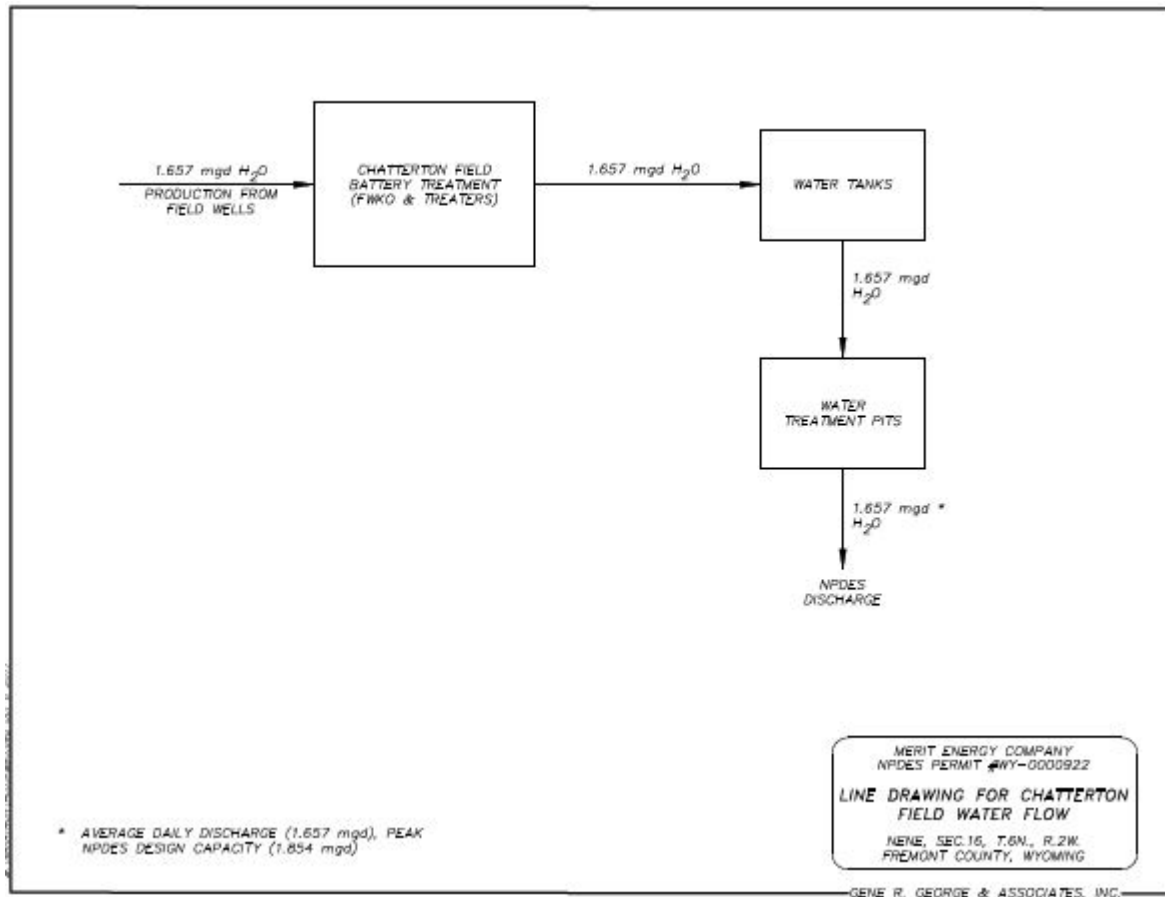 1.657 mgd H2O
PRODUCTION FROM
FIELD WELLS
CHATTERTON FIELD
BATTERY TREATMENT
(FWKO & TREATERS)
1.657 mgd H2O
WATER TANKS
1.657 mgd
H2O
WATER
TREATMENT PITS
1.657 mgd *
H2O
NPDES
DISCHARGE
* AVERAGE DAILY DISCHARGE (1.657 mgd), PEAK
NPDES DESIGN CAPACITY (1.854 mgd)
MERIT ENERGY COMPANY
NPDES PERMIT #WY-0000922
LINE DRAWING FOR CHATTERTON
FIELD WATER FLOW
NENE, SEC.16, T.6N., R.2W.
FREMONT COUNTY, WYOMING
GENE R. GEORGE & ASSOCIATES, INC.